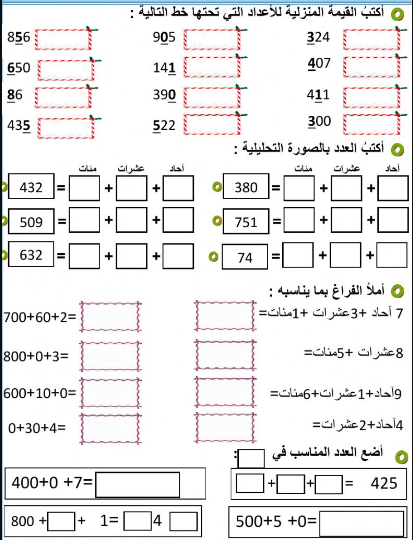 أكتبُ القيمة المنزلية للأعداد التي تحتها خط التالية :
856 905 324
650 141 407
86 390 411
435 522 300
أكتبُ العدد بالصورة التحليلية :
مئات عشرات آحاد مئات عشرات آحاد
432 = + + 380 = + +
509 = + + 751 = + +
632 = + + 74 = + +
أملأ الفراغ بما يناسبه :
700+60+2= 7 آحاد +3عشرات +1مئات=
800+0+3= 8عشرات +5مئات=
600+10+0= 9آحاد+1عشرات+6مئات=
0+30+4= 4آحاد+2عشرات=
أضع العدد المناسب في :
400+0 +7= + + = 425
800 + + 1= 4 500+5 +0=